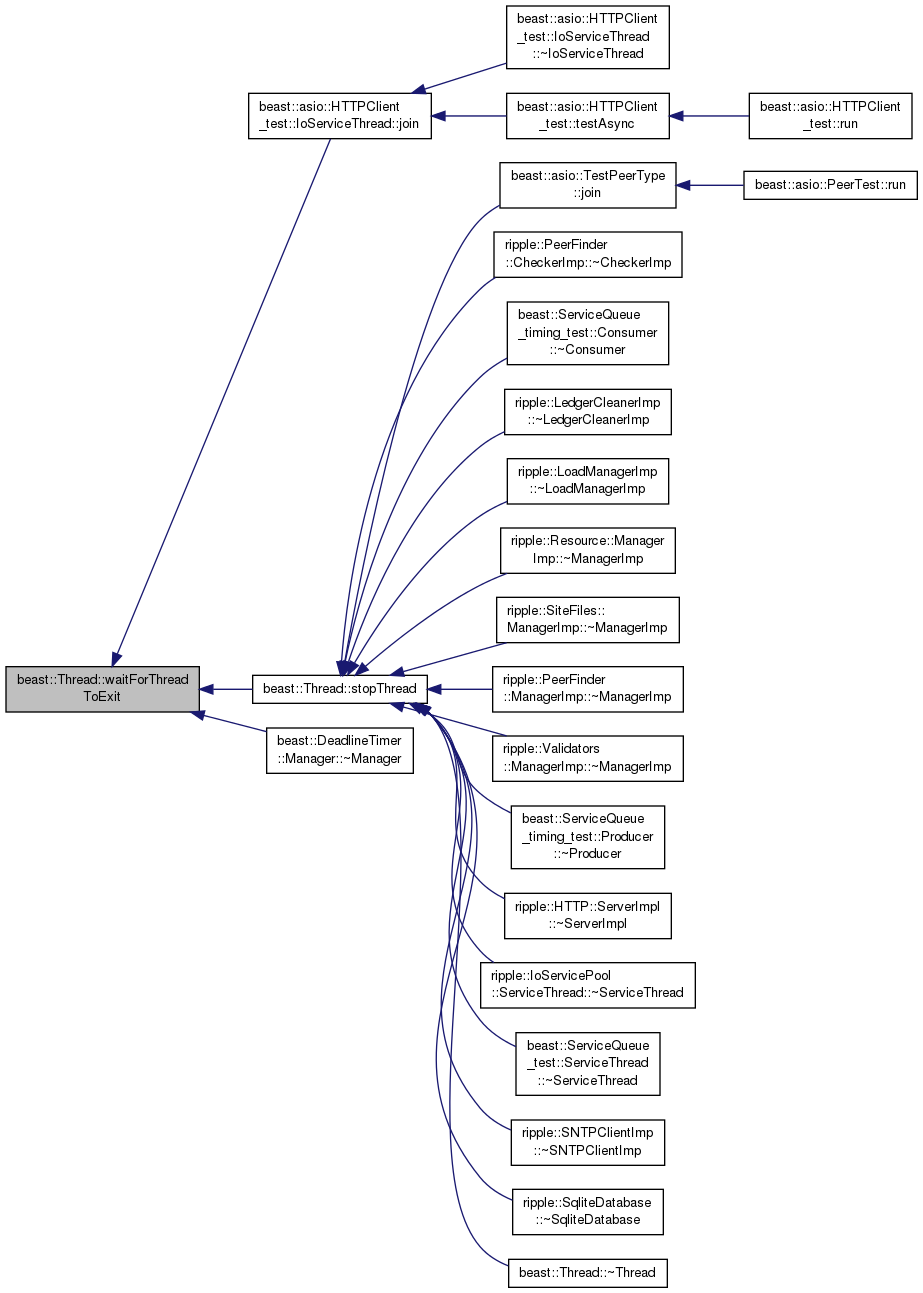 beast::asio::HTTPClient
_test::IoServiceThread
::~IoServiceThread
beast::asio::HTTPClient
_test::IoServiceThread::join
beast::asio::HTTPClient
_test::testAsync
beast::asio::HTTPClient
_test::run
beast::asio::TestPeerType
::join
beast::asio::PeerTest::run
ripple::PeerFinder
::CheckerImp::~CheckerImp
beast::ServiceQueue
_timing_test::Consumer
::~Consumer
ripple::LedgerCleanerImp
::~LedgerCleanerImp
ripple::LoadManagerImp
::~LoadManagerImp
ripple::Resource::Manager
Imp::~ManagerImp
ripple::SiteFiles::
ManagerImp::~ManagerImp
beast::Thread::waitForThread
ToExit
beast::Thread::stopThread
ripple::PeerFinder
::ManagerImp::~ManagerImp
beast::DeadlineTimer
::Manager::~Manager
ripple::Validators
::ManagerImp::~ManagerImp
beast::ServiceQueue
_timing_test::Producer
::~Producer
ripple::HTTP::ServerImpl
::~ServerImpl
ripple::IoServicePool
::ServiceThread::~ServiceThread
beast::ServiceQueue
_test::ServiceThread
::~ServiceThread
ripple::SNTPClientImp
::~SNTPClientImp
ripple::SqliteDatabase
::~SqliteDatabase
beast::Thread::~Thread